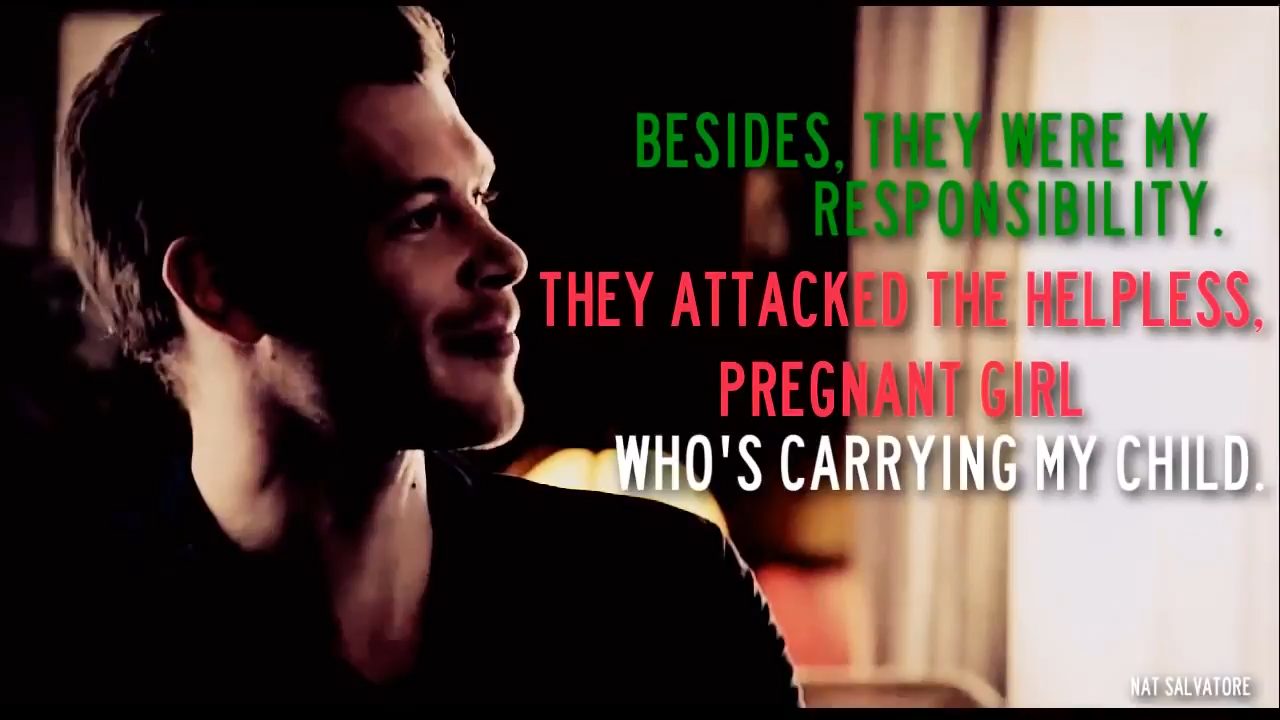 BESIDES, THEY WERE MY
RESPONSIBILITY.
THEY ATTACKED THE HELPLESS,
PREGNANT GIRL
WHO'S CARRYING MY CHILD.
NAT SALVATORE